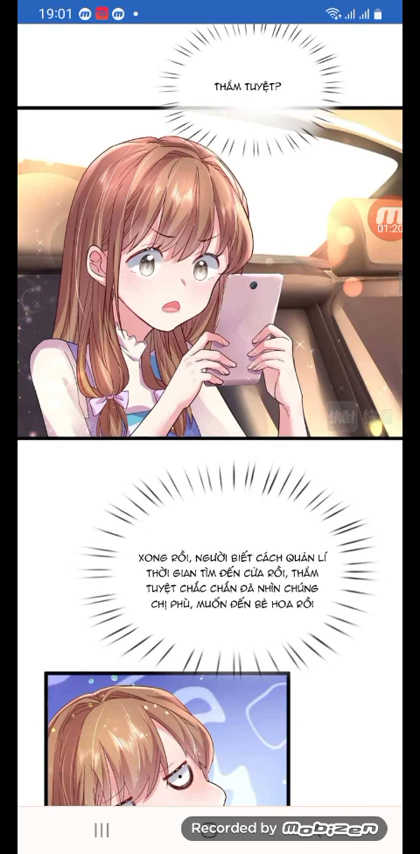 19:01
THẨM TUYỆT?
01:20
XONG RỒI, NGƯỜI BIẾT CÁCH QUẢN LÍ
THỜI GIAN TÌM ĐẾN CỬA RỒI, THẨM
TUYỆT CHẮC CHẮN ĐÃ NHÌN CHÚNG
CHỊ PHÙ, MUỐN ĐẾN BẺ HOA RỒI
Recorded by Mobizen